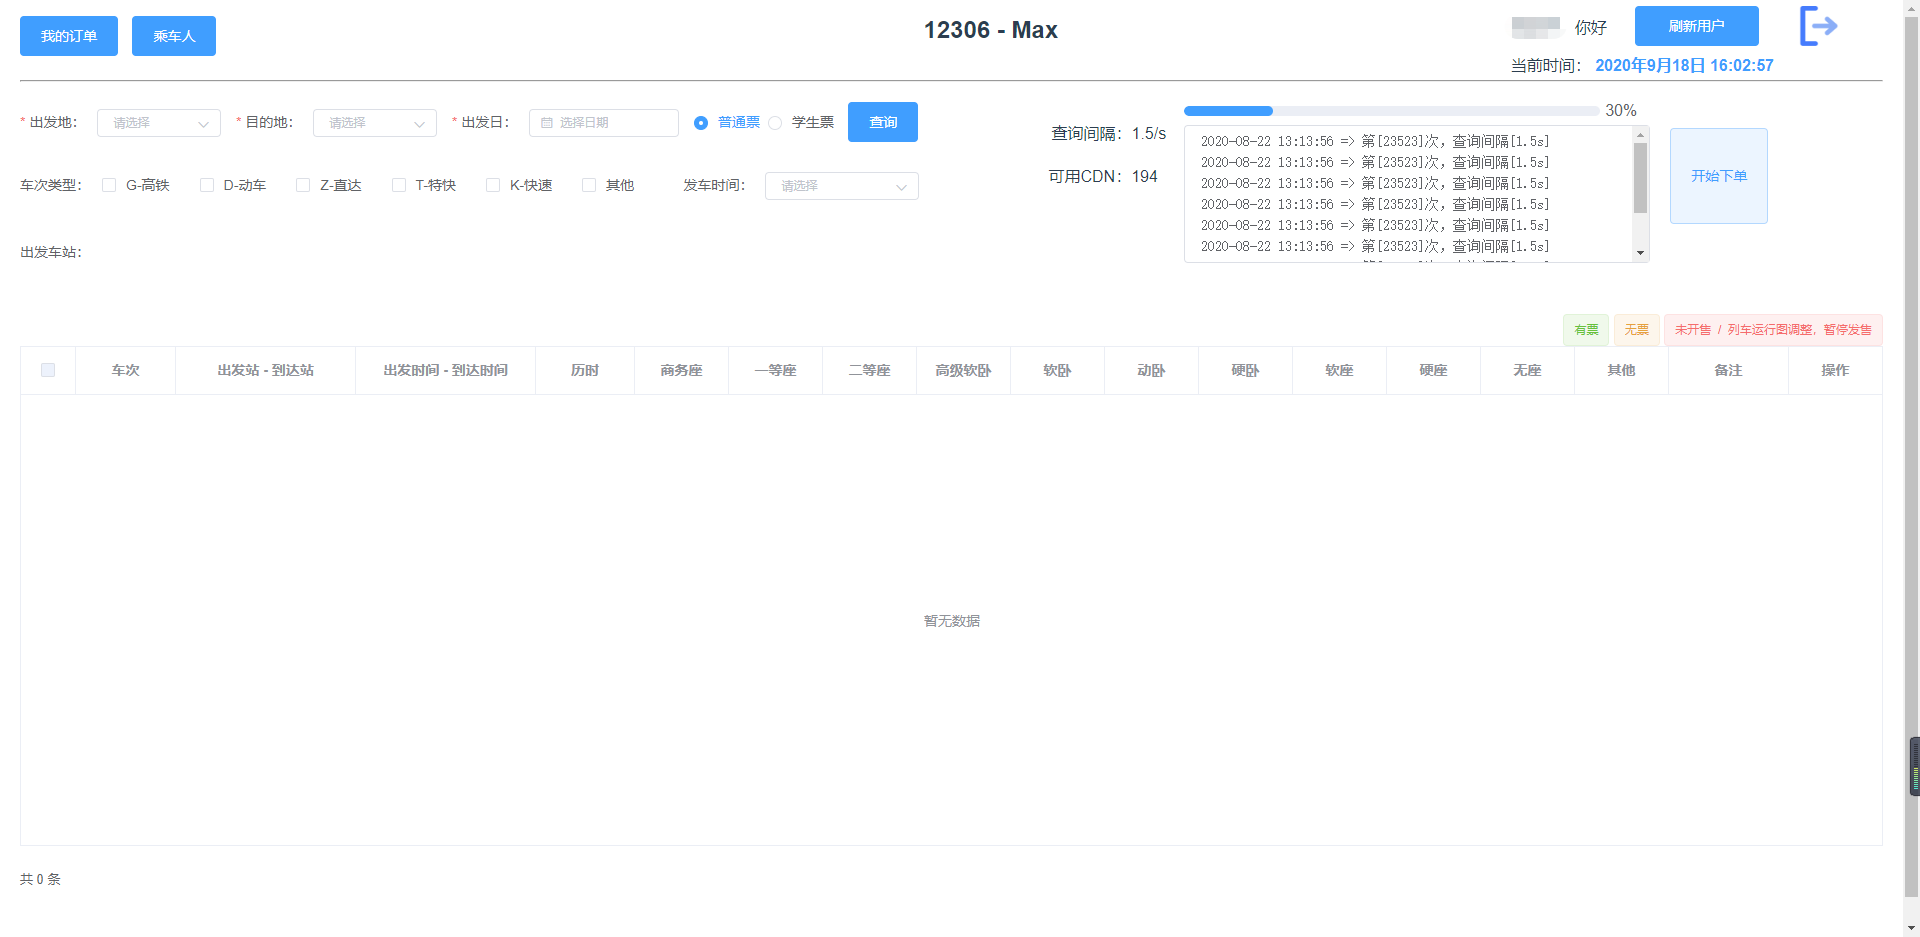 我的订单 乘车人 12306 - Max 你好 刷新用户
当前时间： 2020年9月18日 16:02:57
* 出发地： 请选择 * 目的地： 请选择 * 出发日： 选择日期 普通票 学生票 查询
车次类型： G-高铁 D-动车 Z-直达 T-特快 K-快速 其他 发车时间： 请选择
出发车站：
查询间隔：1.5/s
可用CDN：194
30%
2020-08-22 13:13:56 => 第[23523]次，查询间隔[1.5s]
2020-08-22 13:13:56 => 第[23523]次，查询间隔[1.5s]
2020-08-22 13:13:56 => 第[23523]次，查询间隔[1.5s]
2020-08-22 13:13:56 => 第[23523]次，查询间隔[1.5s]
2020-08-22 13:13:56 => 第[23523]次，查询间隔[1.5s]
2020-08-22 13:13:56 => 第[23523]次，查询间隔[1.5s]
开始下单
有票 无票 未开售 / 列车运行图调整，暂停发售
车次 出发站 - 到达站 出发时间 - 到达时间 历时 商务座 一等座 二等座 高级软卧 软卧 动卧 硬卧 软座 硬座 无座 其他 备注 操作
暂无数据
共 0 条